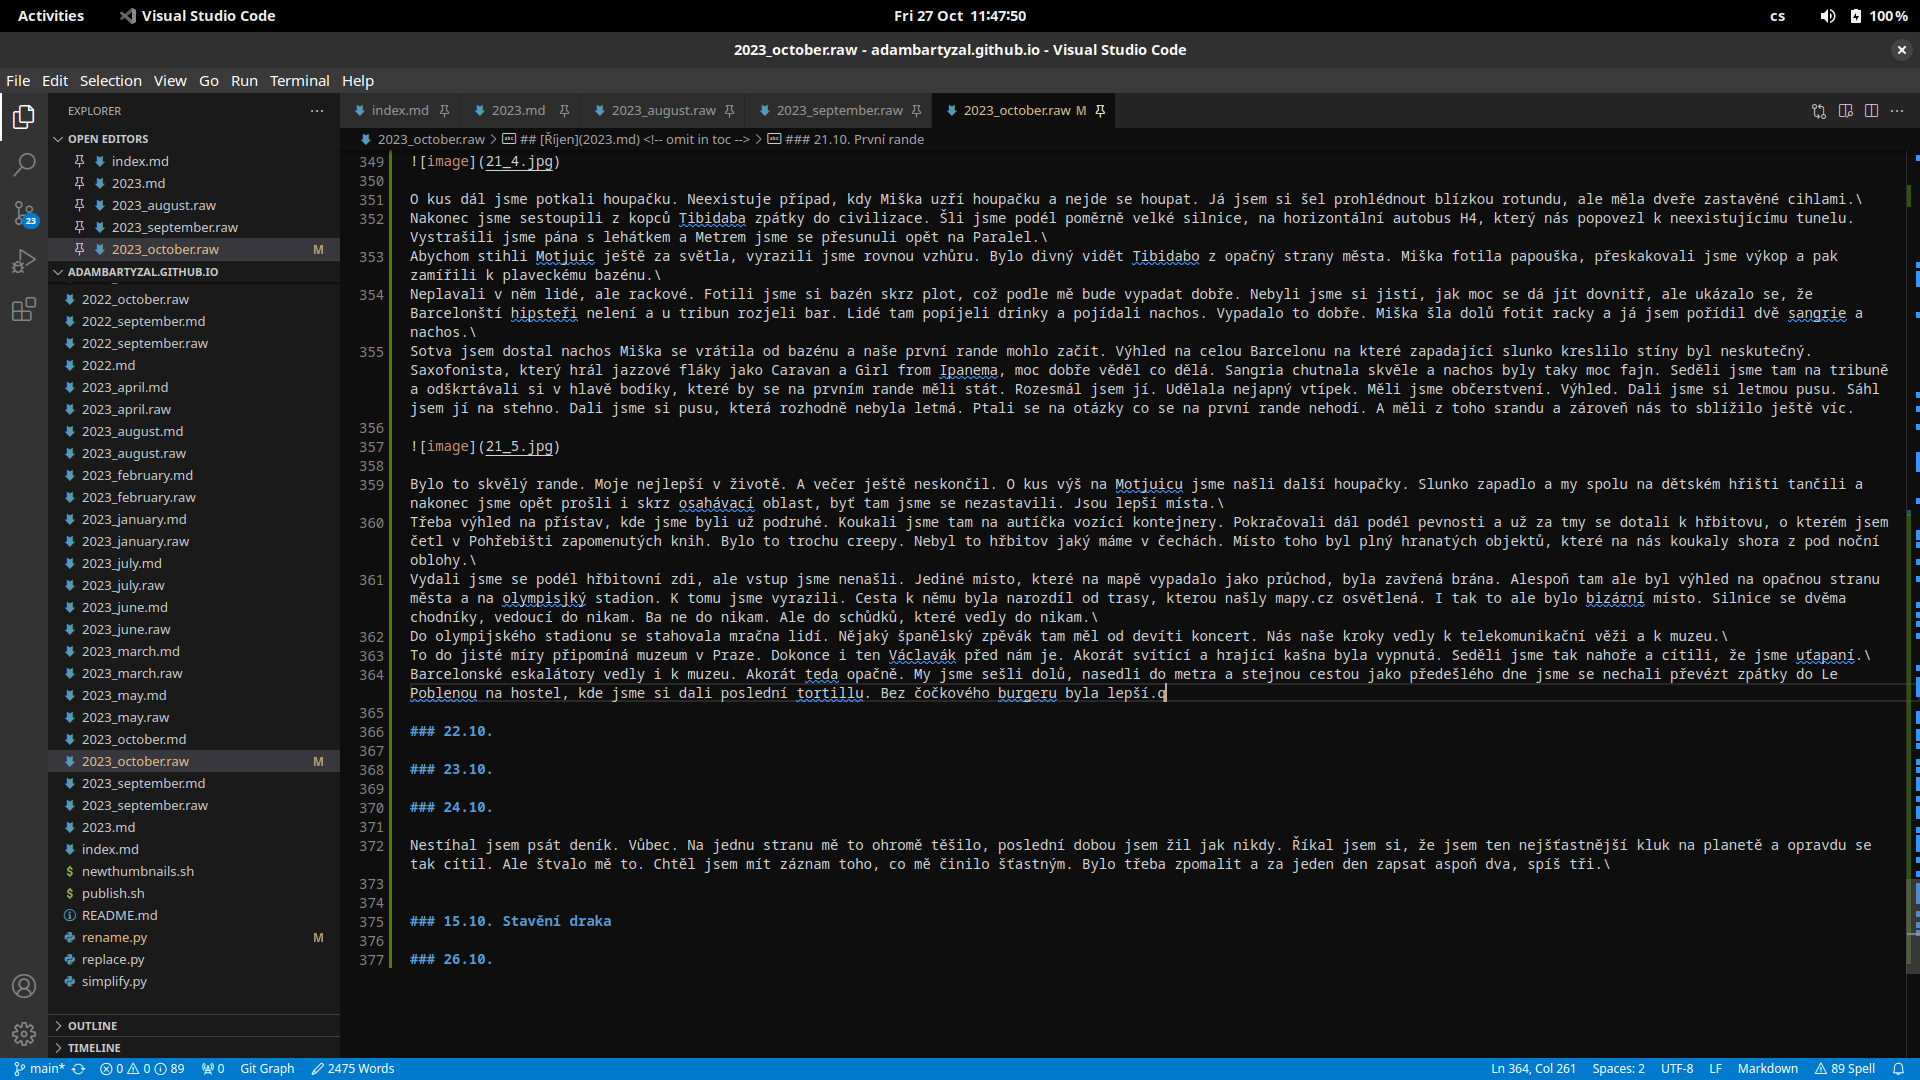 Activities
Visual Studio Code
Fri 27 Oct 11:47:50
cs
100 %
2023_october.raw - adambartyzal.github.io - Visual Studio Code
File Edit Selection View Go Run Terminal Help
EXPLORER
index.md
2023.md
2023_august.raw
2023_september.raw
2023_october.raw M
OPEN EDITORS
index.md
2023.md
2023_august.raw
2023_september.raw
2023_october.raw M
23
ADAMBARTYZAL.GITHUB.IO
2022_october.raw
2022_september.md
2022_september.raw
2022.md
2023_april.md
2023_april.raw
2023_august.md
2023_august.raw
2023_february.md
2023_february.raw
2023_january.md
2023_january.raw
2023_july.md
2023_july.raw
2023_june.md
2023_june.raw
2023_march.md
2023_march.raw
2023_may.md
2023_may.raw
2023_october.md
2023_october.raw M
2023_september.md
2023_september.raw
2023.md
index.md
$ newthumbnails.sh
$ publish.sh
README.md
rename.py M
replace.py
simplify.py
OUTLINE
TIMELINE
2023_october.raw > ## [Říjen](2023.md) <!-- omit in toc --> > ### 21.10. První rande
349 ![image](21_4.jpg)
350
351 O kus dál jsme potkali houpačku. Neexistuje případ, kdy Miška uzří houpačku a nejde se houpat. Já jsem si šel prohlédnout blízkou rotundu, ale měla dveře zastavěné cihlami.\
352 Nakonec jsme sestoupili z kopců Tibidaba zpátky do civilizace. Šli jsme podél poměrně velké silnice, na horizontální autobus H4, který nás popovezl k neexistujícímu tunelu.
Vystrašili jsme pána s lehátkem a Metrem jsme se přesunuli opět na Paralel.\
353 Abychom stihli Motjuic ještě za světla, vyrazili jsme rovnou vzhůru. Bylo divný vidět Tibidabo z opačný strany města. Miška fotila papouška, přeskakovali jsme výkop a pak
zamířili k plaveckému bazénu.\
354 Neplavali v něm lidé, ale rackové. Fotili jsme si bazén skrz plot, což podle mě bude vypadat dobře. Nebyli jsme si jistí, jak moc se dá jít dovnitř, ale ukázalo se, že
Barcelonští hipsteři nelení a u tribun rozjeli bar. Lidé tam popíjeli drinky a pojídali nachos. Vypadalo to dobře. Miška šla dolů fotit racky a já jsem pořídil dvě sangrie a
nachos.\
355 Sotva jsem dostal nachos Miška se vrátila od bazénu a naše první rande mohlo začít. Výhled na celou Barcelonu na které zapadající slunko kreslilo stíny byl neskutečný.
Saxofonista, který hrál jazzové fláky jako Caravan a Girl from Ipanema, moc dobře věděl co dělá. Sangria chutnala skvěle a nachos byly taky moc fajn. Seděli jsme tam na tribuně
a odškrtávali si v hlavě bodíky, které by se na prvním rande měli stát. Rozesmál jsem jí. Udělala nejapný vtípek. Měli jsme občerstvení. Výhled. Dali jsme si letmou pusu. Sáhl
jsem jí na stehno. Dali jsme si pusu, která rozhodně nebyla letmá. Ptali se na otázky co se na první rande nehodí. A měli z toho srandu a zároveň nás to sblížilo ještě víc.
356
357 ![image](21_5.jpg)
358
359 Bylo to skvělý rande. Moje nejlepší v životě. A večer ještě neskončil. O kus výš na Motjuicu jsme našli další houpačky. Slunko zapadlo a my spolu na dětském hřišti tančili a
nakonec jsme opět prošli i skrz osahávací oblast, byť tam jsme se nezastavili. Jsou lepší místa.\
360 Třeba výhled na přístav, kde jsme byli už podruhé. Koukali jsme tam na autíčka vozící kontejnery. Pokračovali dál podél pevnosti a už za tmy se dotali k hřbitovu, o kterém jsem
četl v Pohřebišti zapomenutých knih. Bylo to trochu creepy. Nebyl to hřbitov jaký máme v čechách. Místo toho byl plný hranatých objektů, které na nás koukaly shora z pod noční
oblohy.\
361 Vydali jsme se podél hřbitovní zdi, ale vstup jsme nenašli. Jediné místo, které na mapě vypadalo jako průchod, byla zavřená brána. Alespoň tam ale byl výhled na opačnou stranu
města a na olympisjký stadion. K tomu jsme vyrazili. Cesta k němu byla narozdíl od trasy, kterou našly mapy.cz osvětlená. I tak to ale bylo bizární místo. Silnice se dvěma
chodníky, vedoucí do nikam. Ba ne do nikam. Ale do schůdků, které vedly do nikam.\
362 Do olympijského stadionu se stahovala mračna lidí. Nějaký španělský zpěvák tam měl od devíti koncert. Nás naše kroky vedly k telekomunikační věži a k muzeu.\
363 To do jisté míry připomíná muzeum v Praze. Dokonce i ten Václavák před nám je. Akorát svítící a hrající kašna byla vypnutá. Seděli jsme tak nahoře a cítili, že jsme uťapaní.\
364 Barcelonské eskalátory vedly i k muzeu. Akorát teda opačně. My jsme sešli dolů, nasedli do metra a stejnou cestou jako předešlého dne jsme se nechali převézt zpátky do Le
Poblenou na hostel, kde jsme si dali poslední tortillu. Bez čočkového burgeru byla lepší.q
365
366 ### 22.10.
367
368 ### 23.10.
369
370 ### 24.10.
371
372 Nestíhal jsem psát deník. Vůbec. Na jednu stranu mě to ohromě těšilo, poslední dobou jsem žil jak nikdy. Říkal jsem si, že jsem ten nejšťastnější kluk na planetě a opravdu se
tak cítil. Ale štvalo mě to. Chtěl jsem mít záznam toho, co mě činilo šťastným. Bylo třeba zpomalit a za jeden den zapsat aspoň dva, spíš tři.\
373
374
375 ### 15.10. Stavění draka
376
377 ### 26.10.
main* 0 0 89 0 Git Graph 2475 Words
Ln 364, Col 261 Spaces: 2 UTF-8 LF Markdown 89 Spell